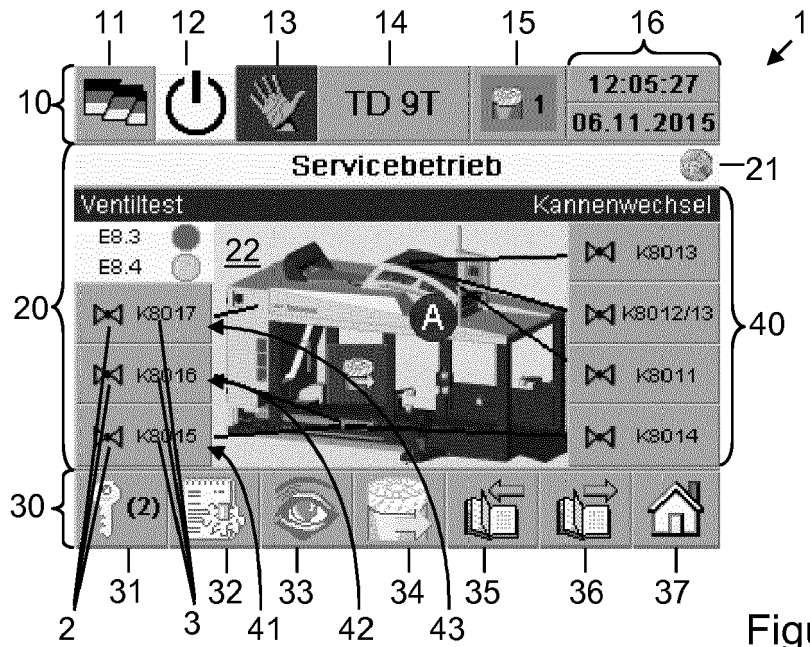 11 12 13 14 15 16 1
10 TD 9T 1 12:05:27
06.11.2015
Servicebetrieb 21
Ventiltest Kannenwechsel
E8.3 22 K8013
E8.4
20 K8017 A K8012/13 40
K8016 K8011
K8015 K8014
30 (2)
31 32 33 34 35 36 37
2 3 41 42 43
Figu